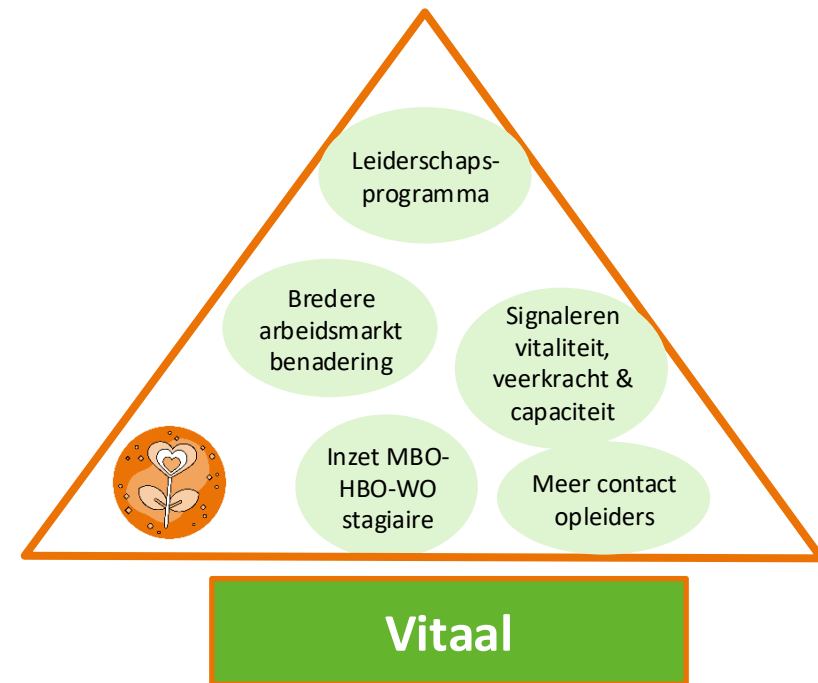 Leiderschaps-
programma
Bredere
arbeidsmarkt
benadering
Signaleren
vitaliteit,
veerkracht &
capaciteit
Inzet MBO-
HBO-WO
stagiaire
Meer contact
opleiders
Vitaal